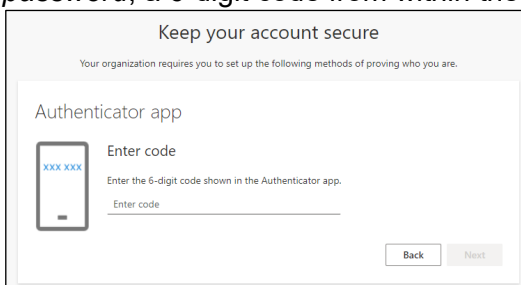 password, a 6-digit code from within the
Keep your account secure
Your organization requires you to set up the following methods of proving who you are.
Authenticator app
xxx xxx
Enter code
Enter the 6-digit code shown in the Authenticator app.
Enter code
Back Next